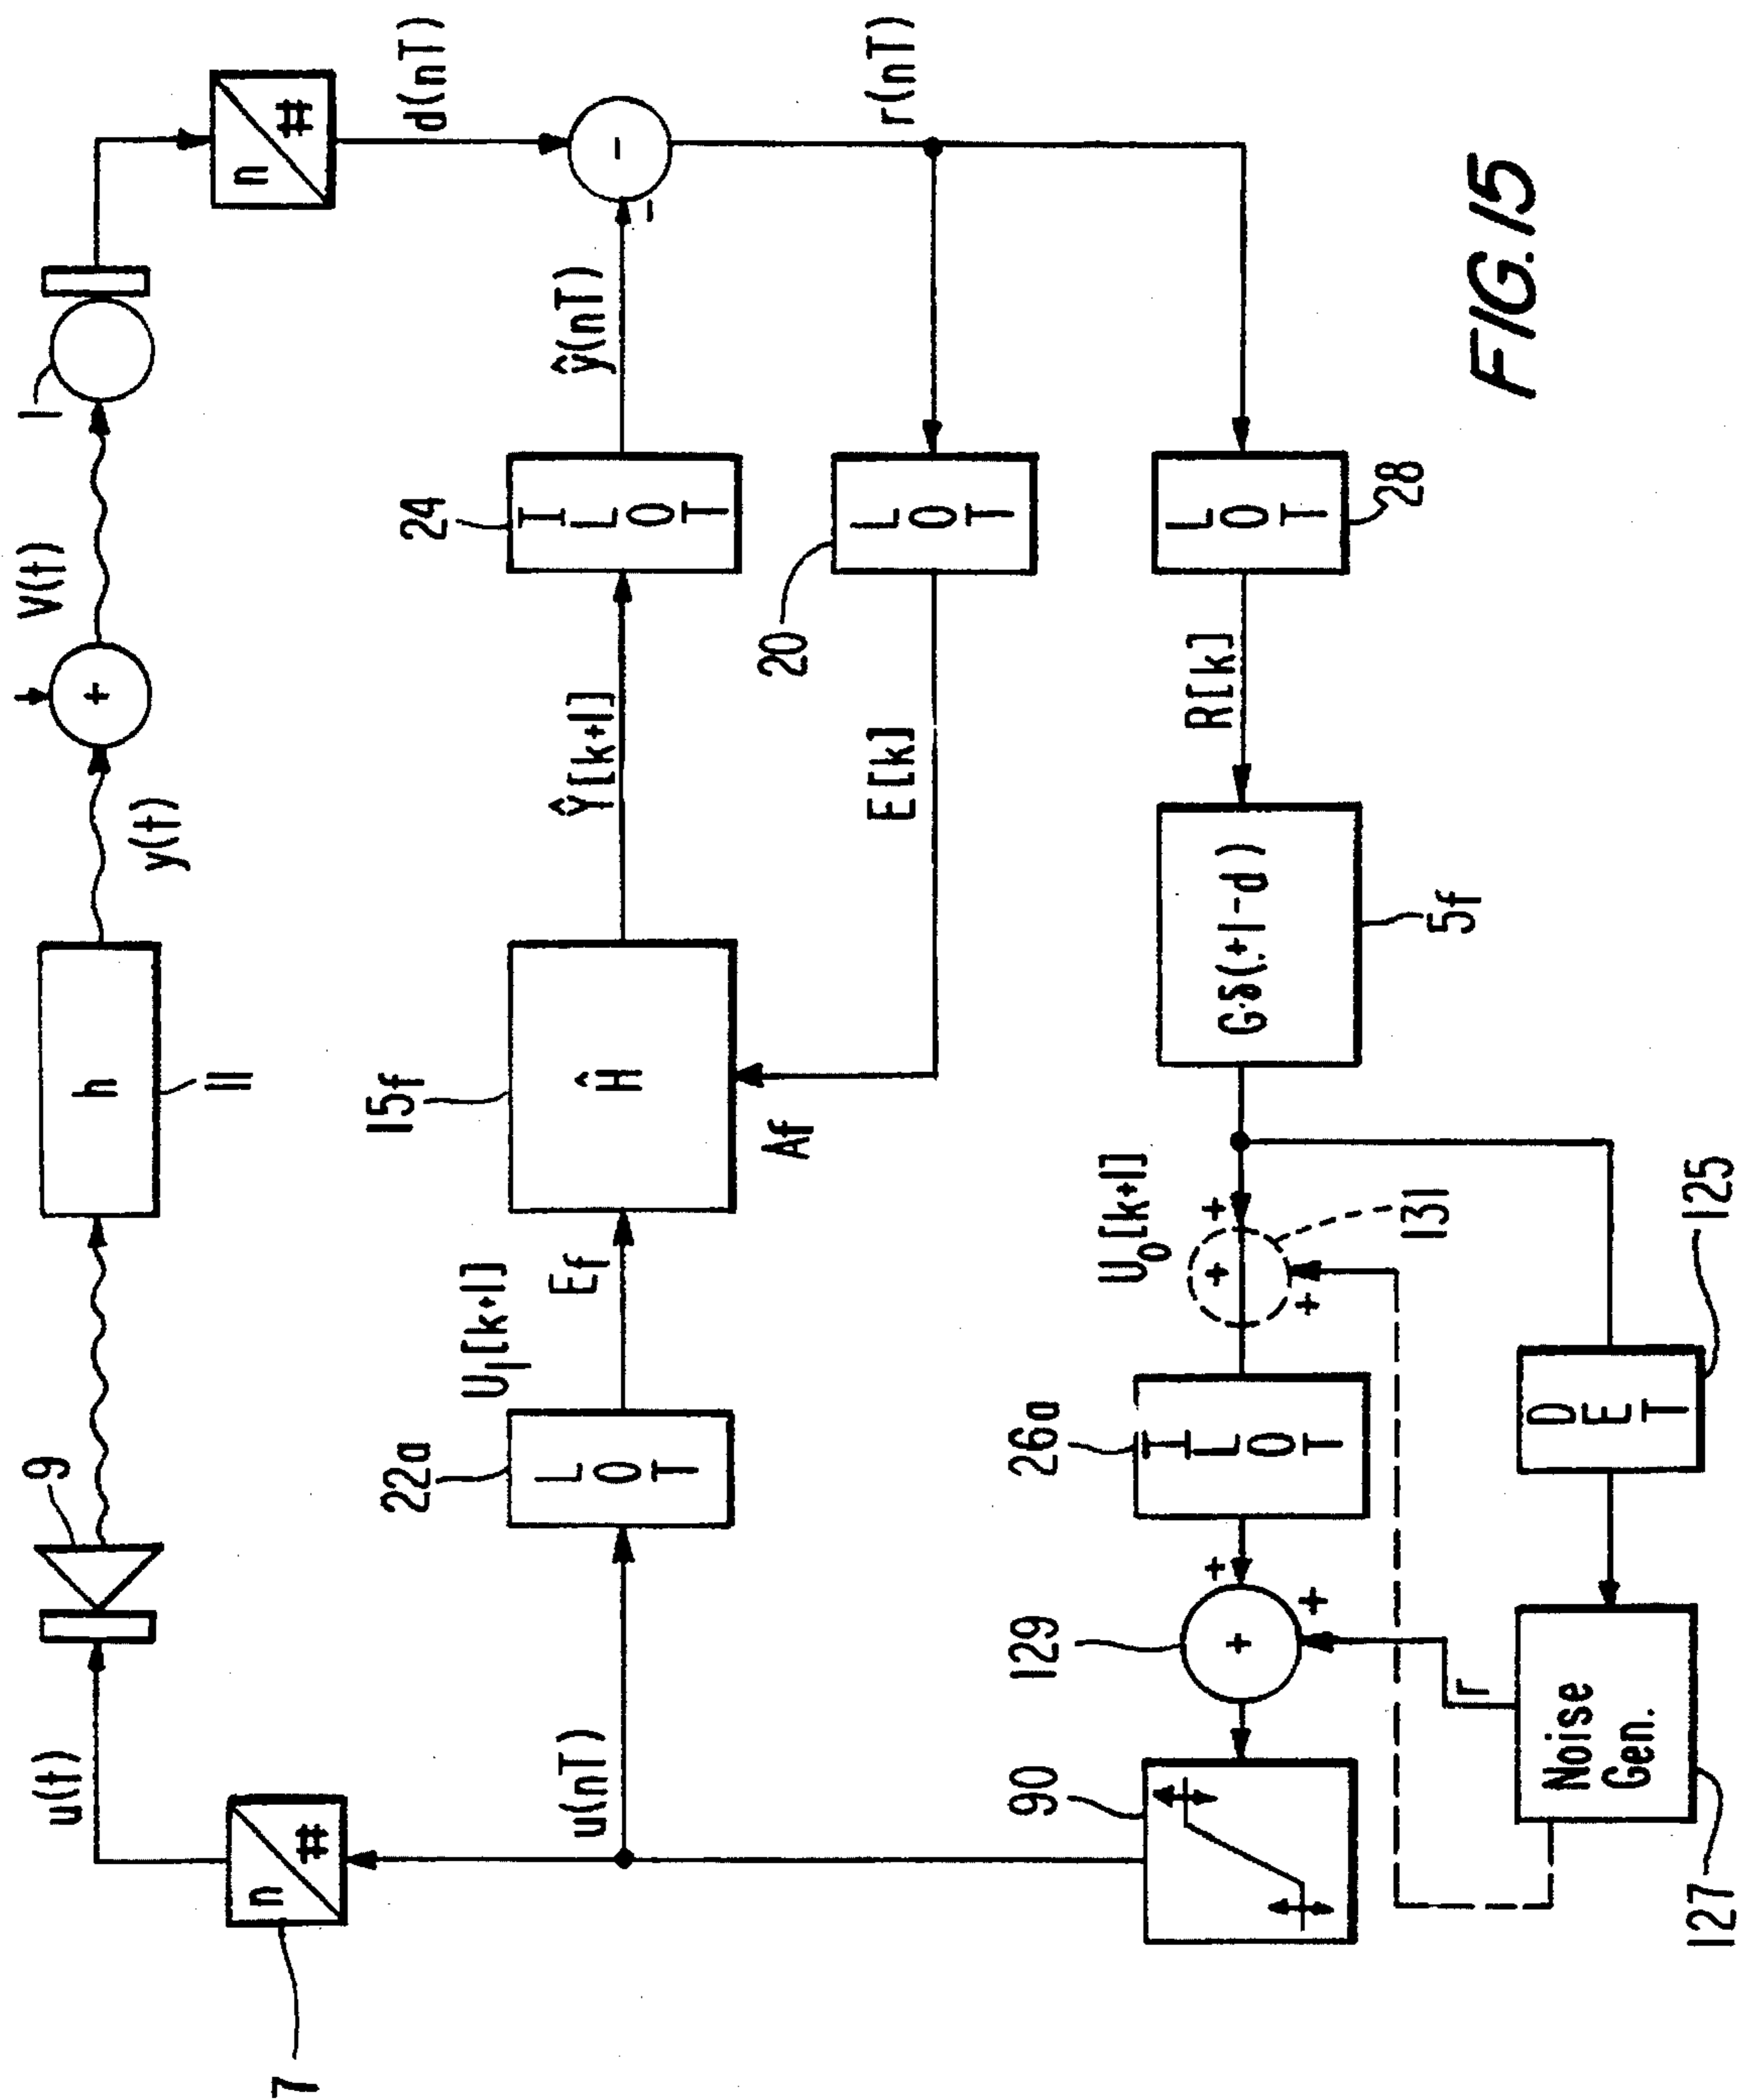 7
n
#
u(t)
9
h
11
y(t)
+
V(t)
1
n
#
d(nT)
u(nT)
22a
L
O
T
U1[k+1]
Ef
15f
Ĥ
Af
Ŷ[k+1]
24
I
L
O
T
ŷ(nT)
-
-
r(nT)
20
L
O
T
E[k]
90
129
+
+
+
26a
I
L
O
T
U0[k+1]
+
+
+
131
G·δ(+1-d)
5f
R[k]
L
O
T
28
127
Noise
Gen.
r
D
E
T
125
FIG. 15